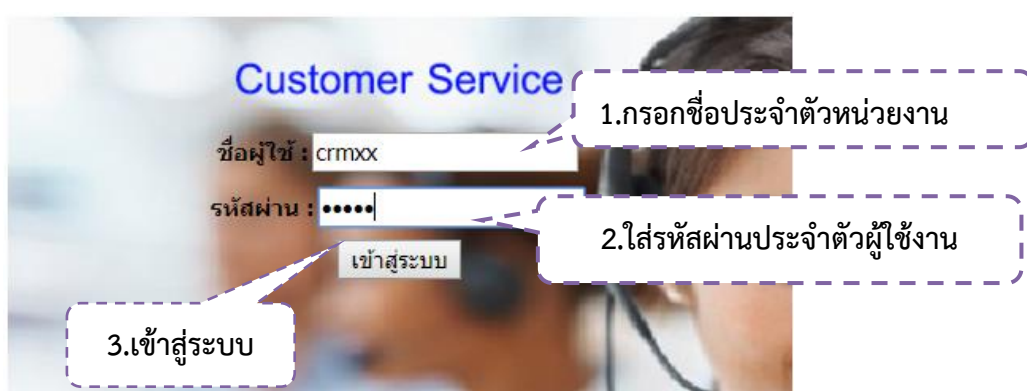 Customer Service
1.กรอกชื่อประจำตัวหน่วยงาน
ชื่อผู้ใช้ : crmxx
รหัสผ่าน : •••••
2.ใส่รหัสผ่านประจำตัวผู้ใช้งาน
เข้าสู่ระบบ
3.เข้าสู่ระบบ